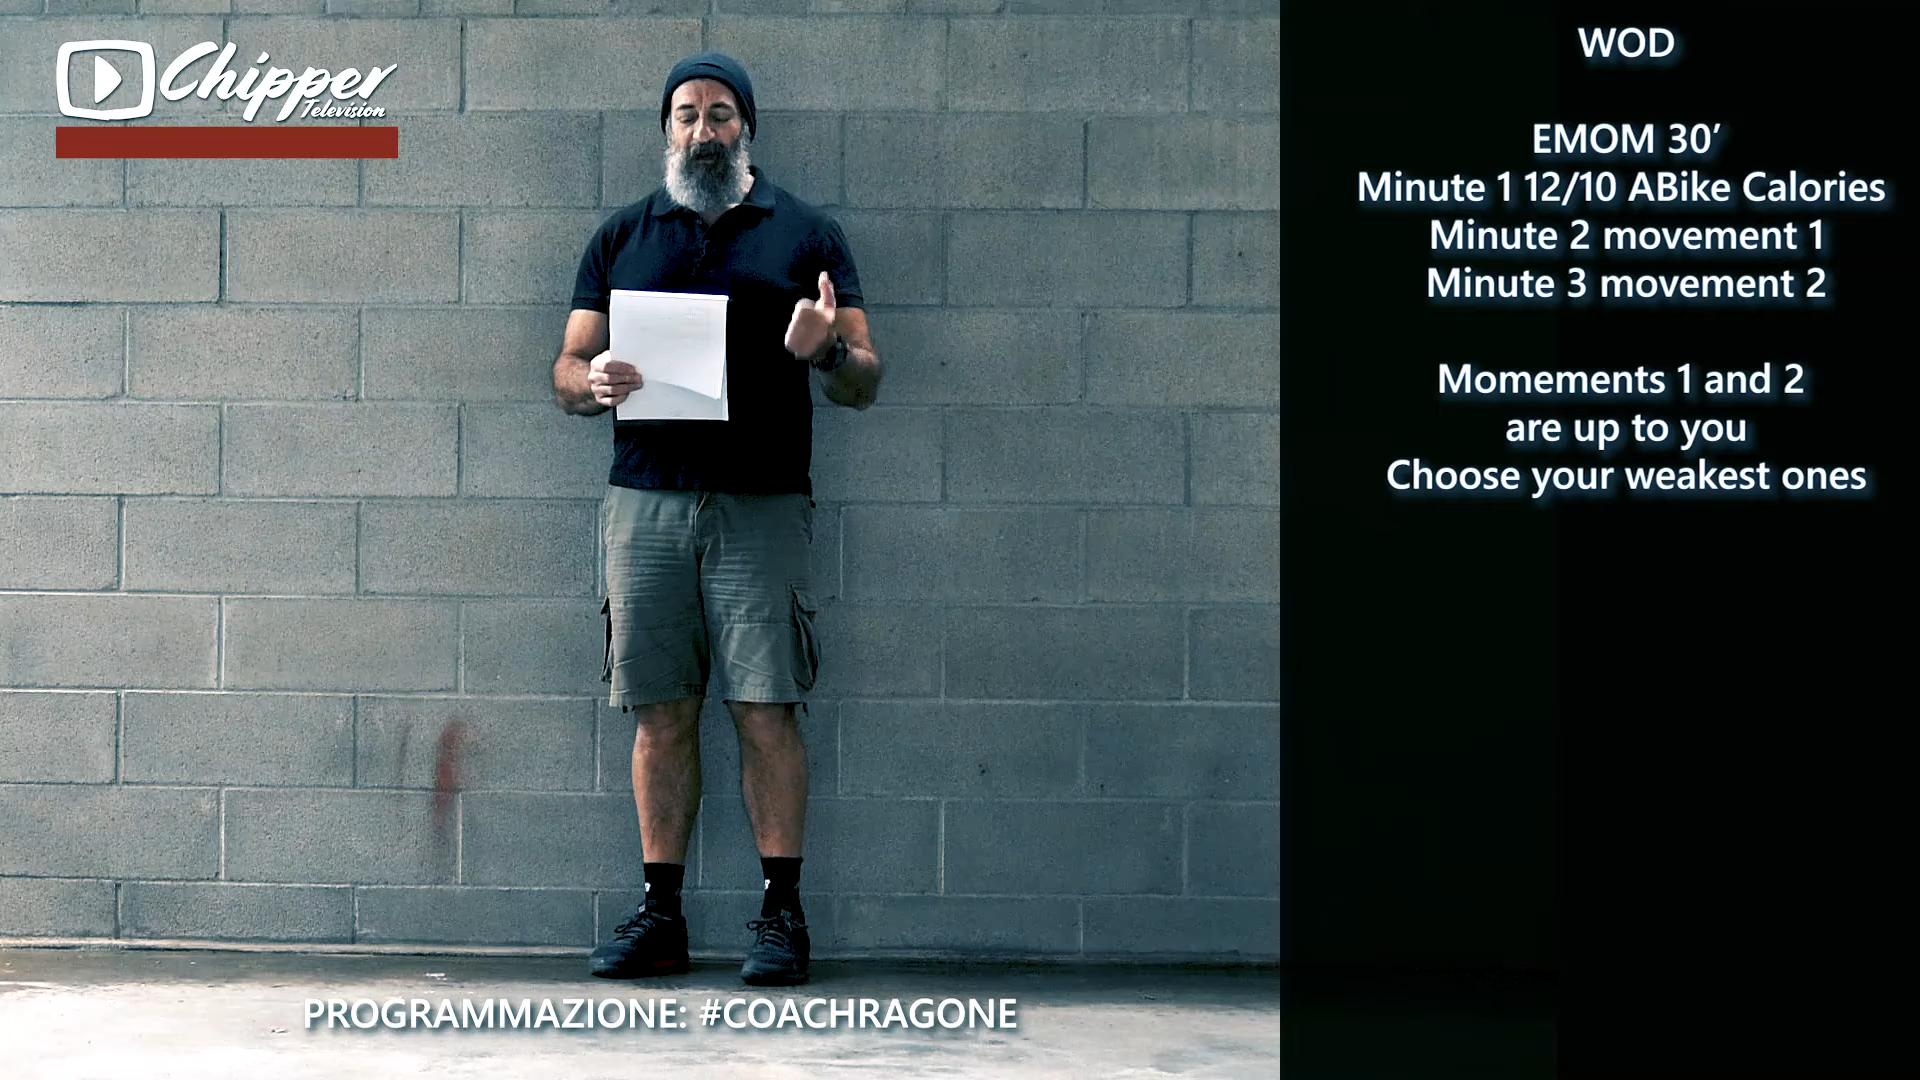 Chipper
Television
WOD
EMOM 30’
Minute 1 12/10 ABike Calories
Minute 2 movement 1
Minute 3 movement 2
Momements 1 and 2
are up to you
Choose your weakest ones
PROGRAMMAZIONE: #COACHRAGONE